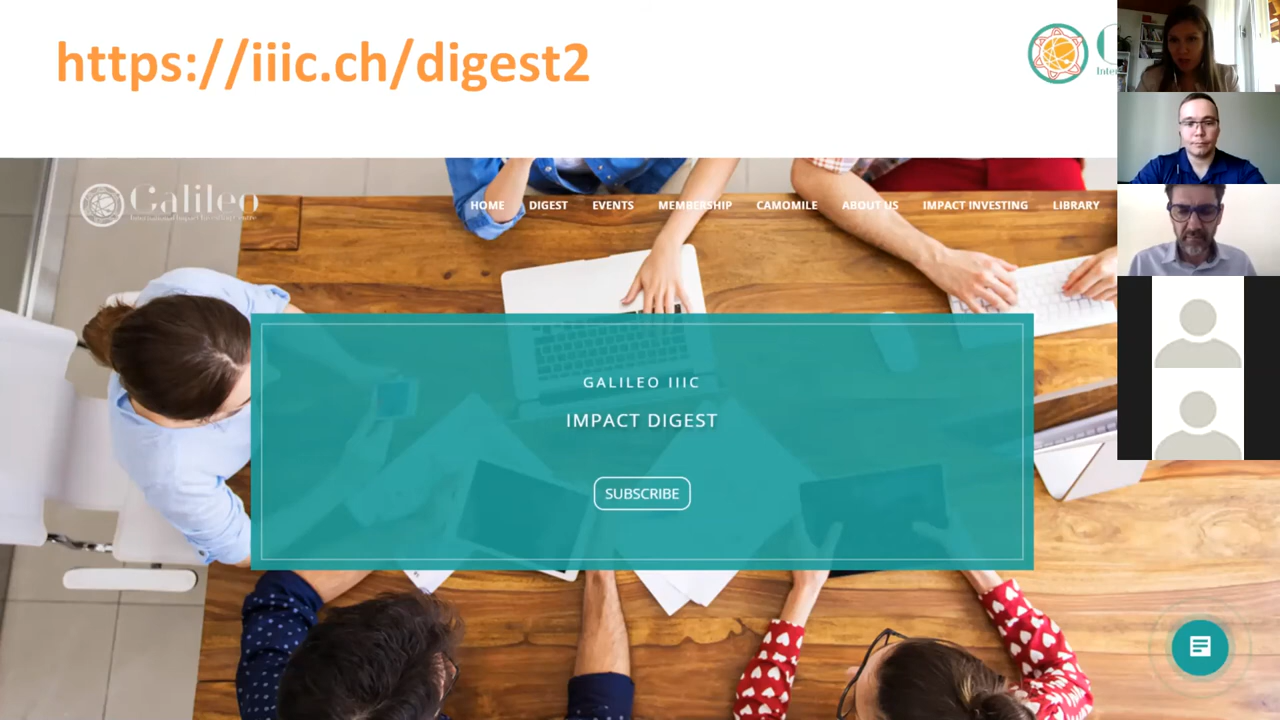 https://iiic.ch/digest2
Galileo
HOME DIGEST EVENTS MEMBERSHIP CAMOMILE ABOUT US IMPACT INVESTING LIBRARY
GALILEO IIIC
IMPACT DIGEST
SUBSCRIBE